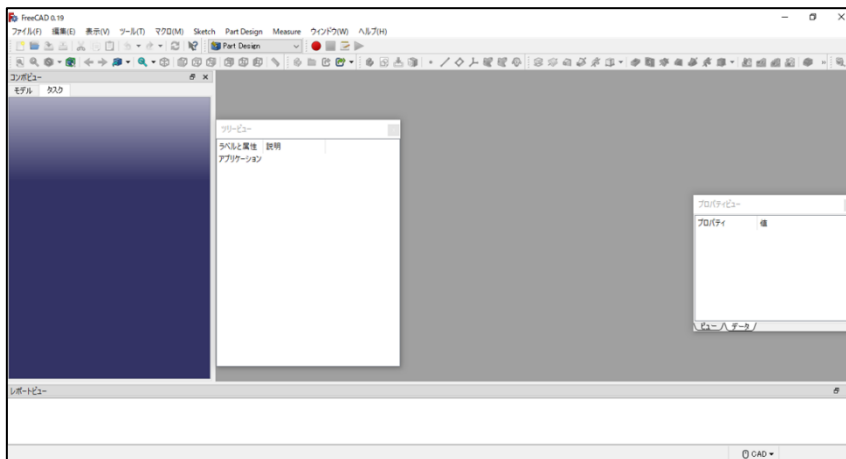 FreeCAD 0.19
ファイル(F) 編集(E) 表示(V) ツール(T) マクロ(M) Sketch Part Design Measure ウィンドウ(W) ヘルプ(H)
Part Design
コンボビュー
モデル タスク
ツリービュー
ラベルと属性 説明
アプリケーション
プロパティビュー
プロパティ 値
ビュー データ
レポートビュー
CAD